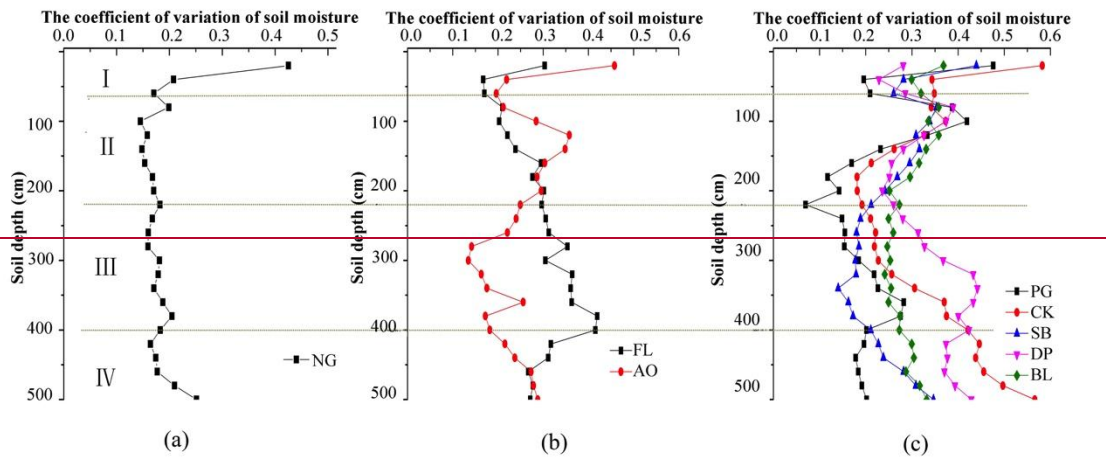 The coefficient of variation of soil moisture
0.0 0.1 0.2 0.3 0.4 0.5
Soil depth (cm)
100
200
300
400
500
I
II
III
IV
NG
(a)
The coefficient of variation of soil moisture
0.0 0.1 0.2 0.3 0.4 0.5 0.6
Soil depth (cm)
100
200
300
400
500
FL
AO
(b)
The coefficient of variation of soil moisture
0.0 0.1 0.2 0.3 0.4 0.5 0.6
Soil depth (cm)
100
200
300
400
500
PG
CK
SB
DP
BL
(c)